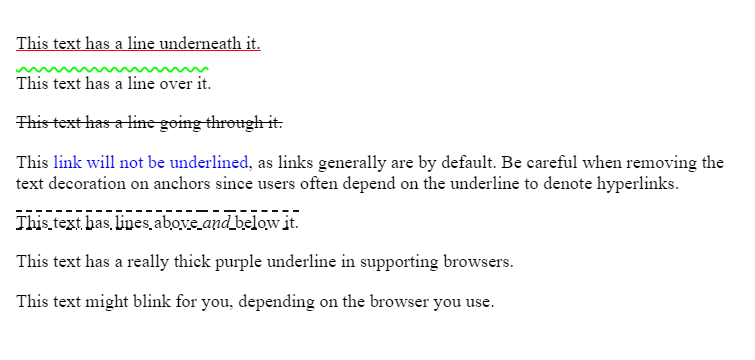 This text has a line underneath it.
This text has a line over it.
This text has a line going through it.
This link will not be underlined, as links generally are by default. Be careful when removing the
text decoration on anchors since users often depend on the underline to denote hyperlinks.
This text has lines above and below it.
This text has a really thick purple underline in supporting browsers.
This text might blink for you, depending on the browser you use.